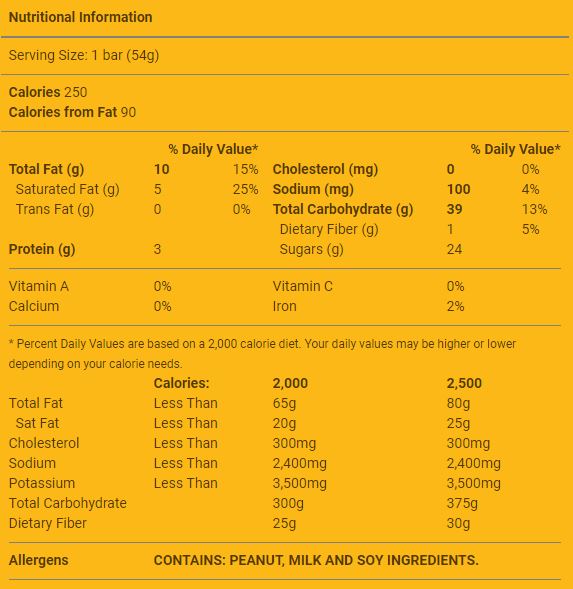 Nutritional Information
Serving Size: 1 bar (54g)
Calories 250
Calories from Fat 90
% Daily Value* % Daily Value*
Total Fat (g) 10 15% Cholesterol (mg) 0 0%
Saturated Fat (g) 5 25% Sodium (mg) 100 4%
Trans Fat (g) 0 0% Total Carbohydrate (g) 39 13%
Dietary Fiber (g) 1 5%
Protein (g) 3 Sugars (g) 24
Vitamin A 0% Vitamin C 0%
Calcium 0% Iron 2%
* Percent Daily Values are based on a 2,000 calorie diet. Your daily values may be higher or lower
depending on your calorie needs.
Calories: 2,000 2,500
Total Fat Less Than 65g 80g
Sat Fat Less Than 20g 25g
Cholesterol Less Than 300mg 300mg
Sodium Less Than 2,400mg 2,400mg
Potassium Less Than 3,500mg 3,500mg
Total Carbohydrate 300g 375g
Dietary Fiber 25g 30g
Allergens CONTAINS: PEANUT, MILK AND SOY INGREDIENTS.